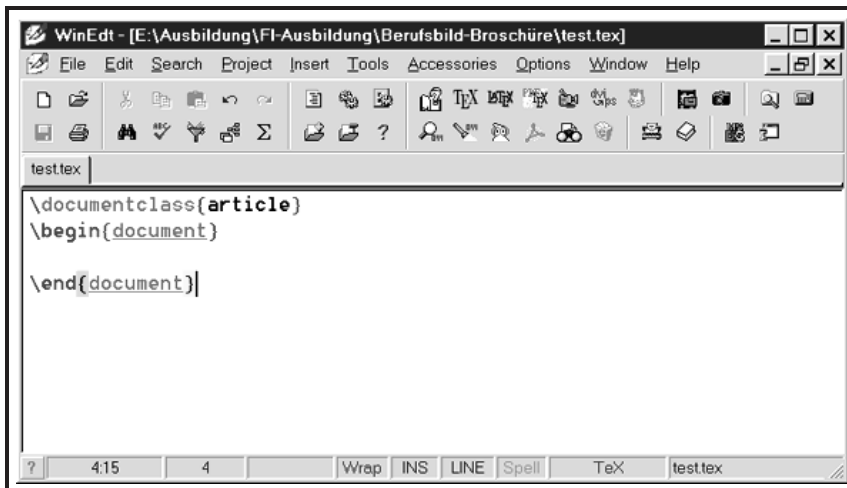 WinEdt - [E:\Ausbildung\FI-Ausbildung\Berufsbild-Broschüre\test.tex]
File Edit Search Project Insert Tools Accessories Options Window Help
TEX
test.tex
\documentclass{article}
\begin{document}
\end{document}
? 4:15 4 Wrap INS LINE Spell TeX test.tex